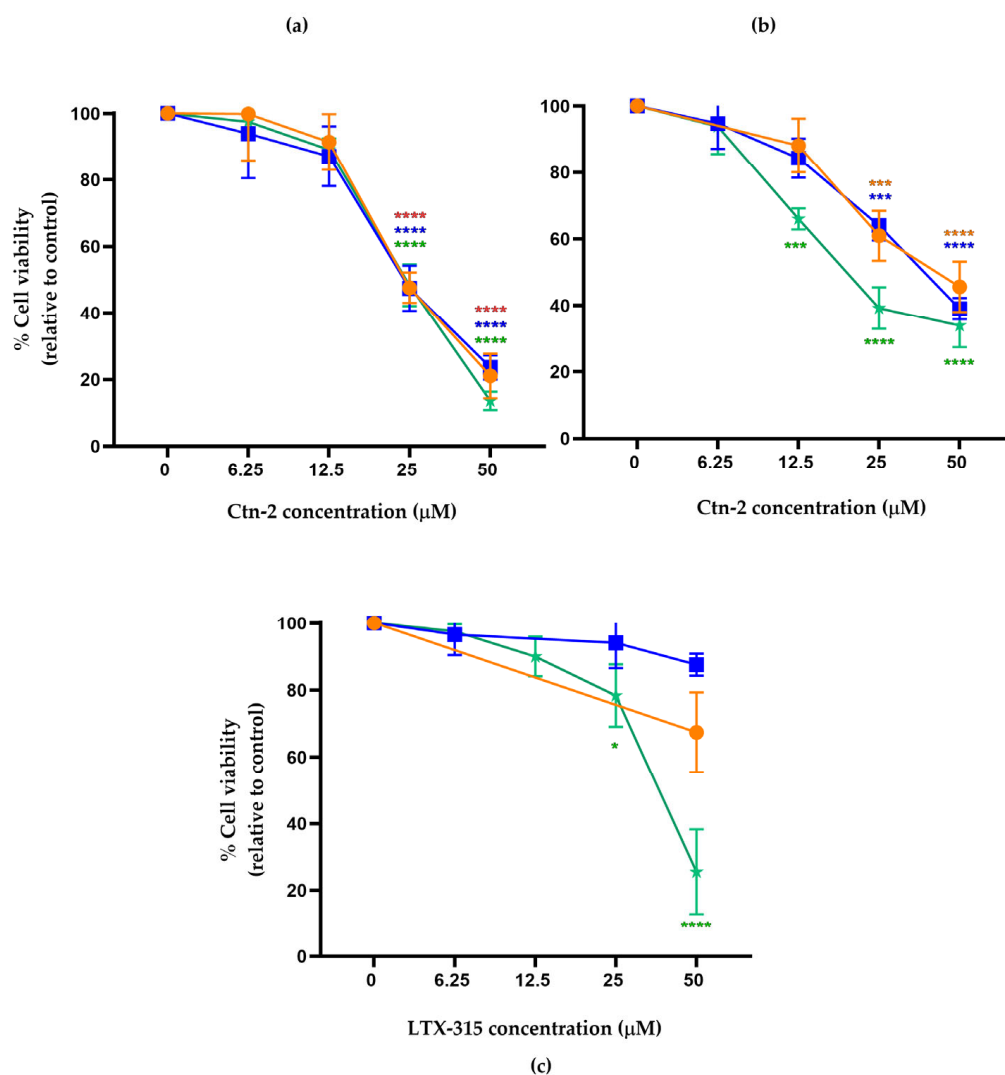 (a)
(b)
% Cell viability
(relative to control)
100
80
60
40
20
0
****
****
****
****
****
****
0 6.25 12.5 25 50
Ctn-2 concentration (μM)
100
80
60
40
20
0
***
***
***
****
****
****
****
0 6.25 12.5 25 50
Ctn-2 concentration (μM)
% Cell viability
(relative to control)
100
80
60
40
20
0
*
****
0 6.25 12.5 25 50
LTX-315 concentration (μM)
(c)